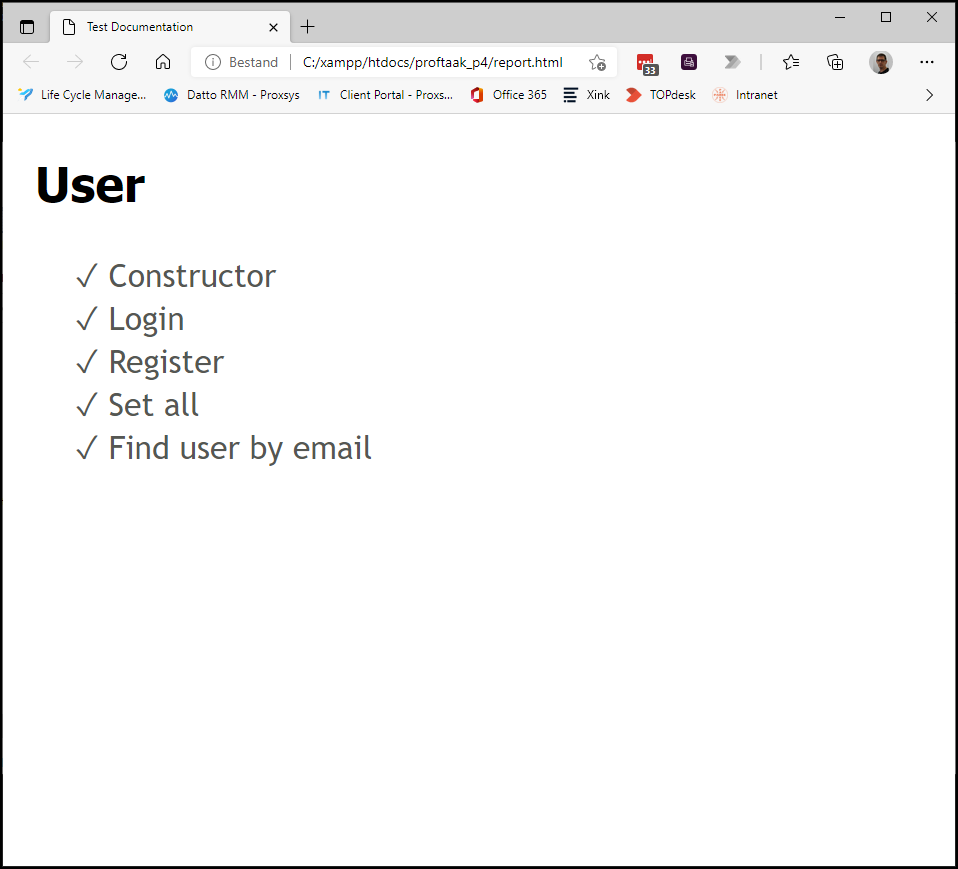 Test Documentation
Bestand C:/xampp/htdocs/proftaak_p4/report.html 33
Life Cycle Manage... Datto RMM - Proxsys IT Client Portal - Proxs... Office 365 Xink TOPdesk Intranet
User
✓ Constructor
✓ Login
✓ Register
✓ Set all
✓ Find user by email